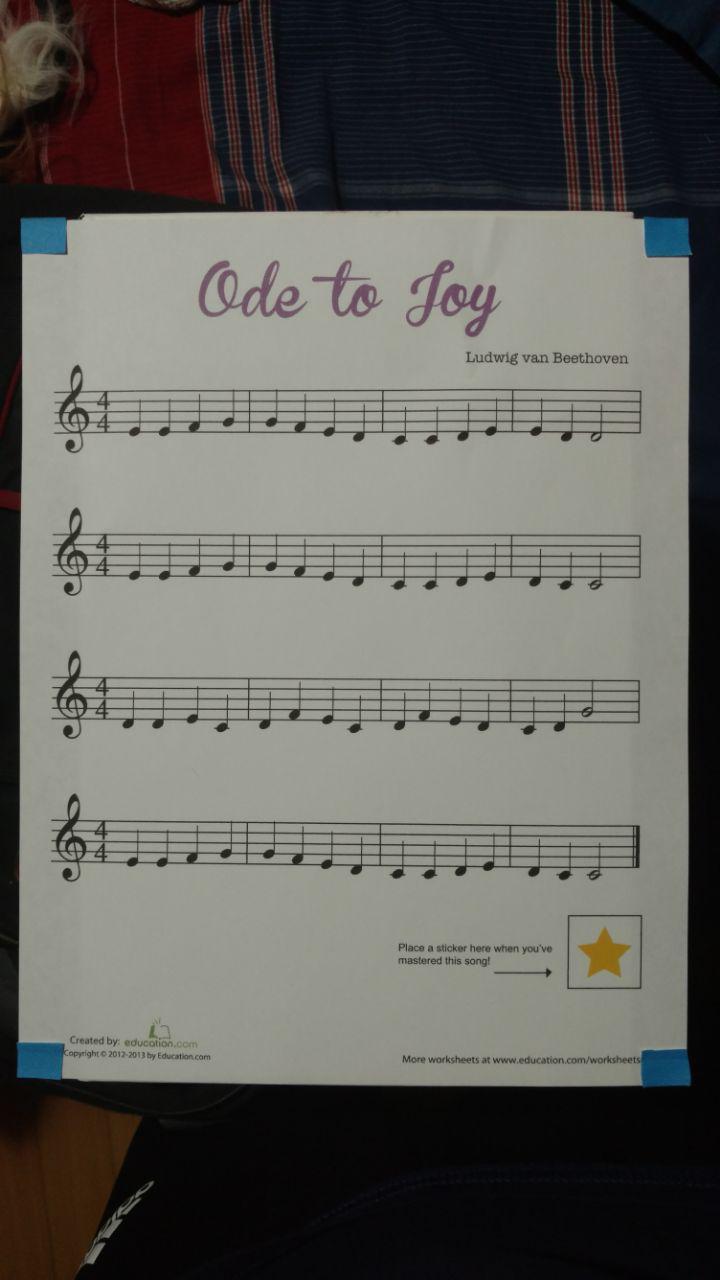 Ode to Joy
Ludwig van Beethoven
4
4
4
4
4
4
4
4
Place a sticker here when you've
mastered this song!
Created by: education.com
Copyright © 2012-2013 by Education.com
More worksheets at www.education.com/worksheets